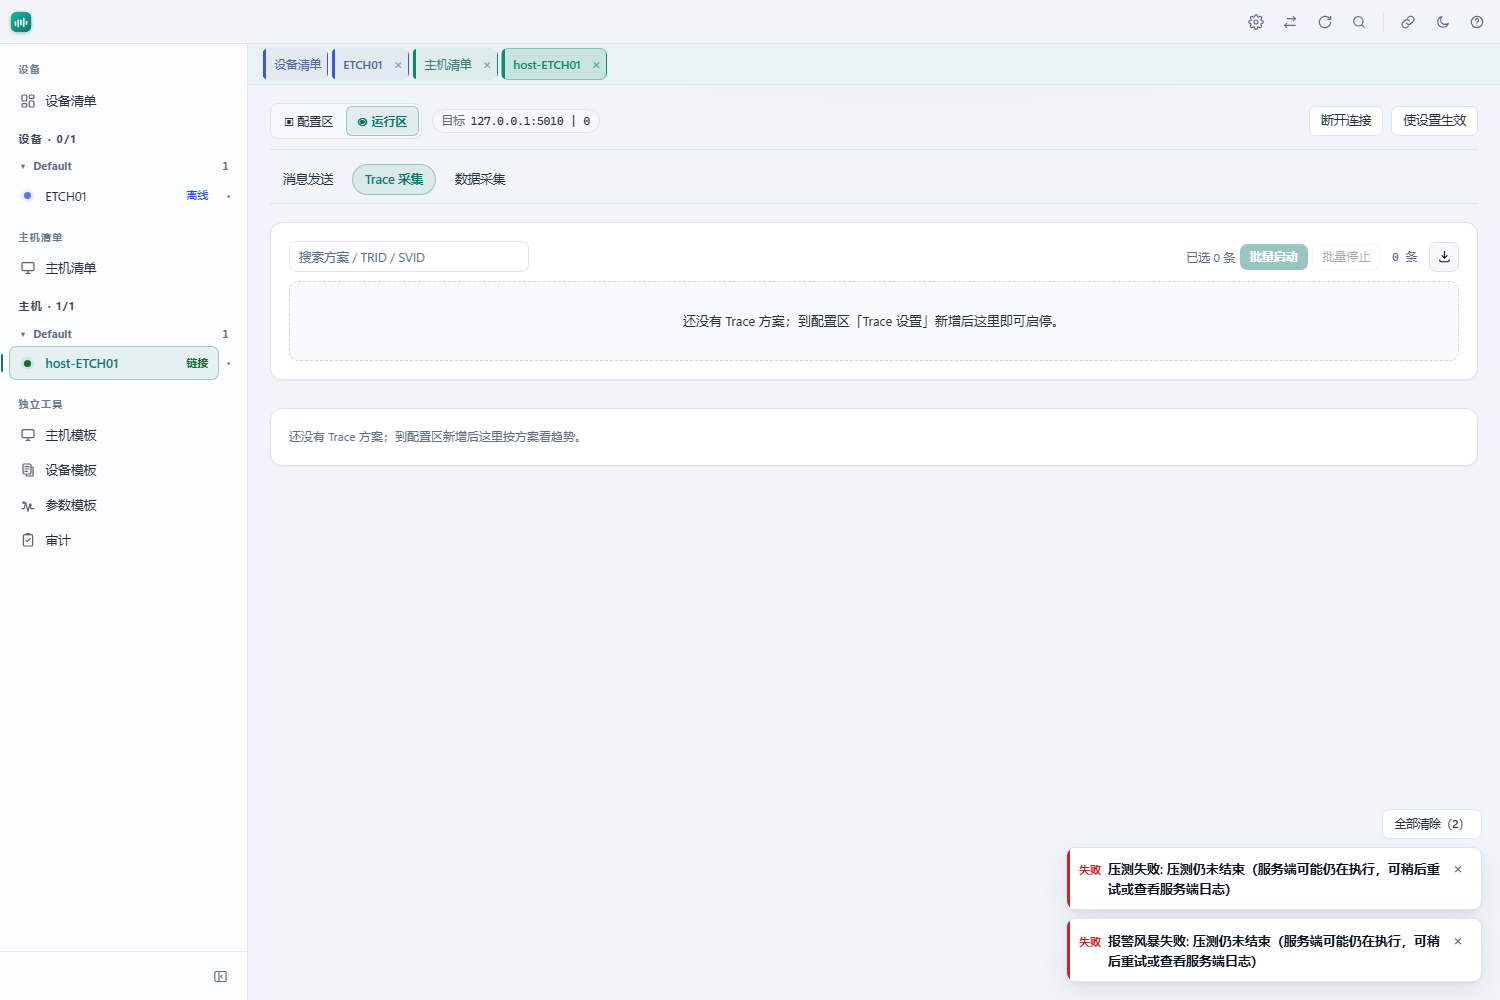 设备
设备清单
设备 · 0/1
Default 1
ETCH01 离线
主机清单
主机清单
主机 · 1/1
Default 1
host-ETCH01 链接
独立工具
主机模板
设备模板
参数模板
审计
设备清单 ETCH01 × 主机清单 × host-ETCH01 ×
配置区 运行区 目标 127.0.0.1:5010 | 0 断开连接 使设置生效
消息发送 Trace 采集 数据采集
搜索方案 / TRID / SVID 已选 0 条 批量启动 批量停止 0 条
还没有 Trace 方案；到配置区「Trace 设置」新增后这里即可启停。
还没有 Trace 方案；到配置区新增后这里按方案看趋势。
全部清除（2）
失败 压测失败: 压测仍未结束（服务端可能仍在执行，可稍后重
试或查看服务端日志） ×
失败 报警风暴失败: 压测仍未结束（服务端可能仍在执行，可稍
后重试或查看服务端日志） ×